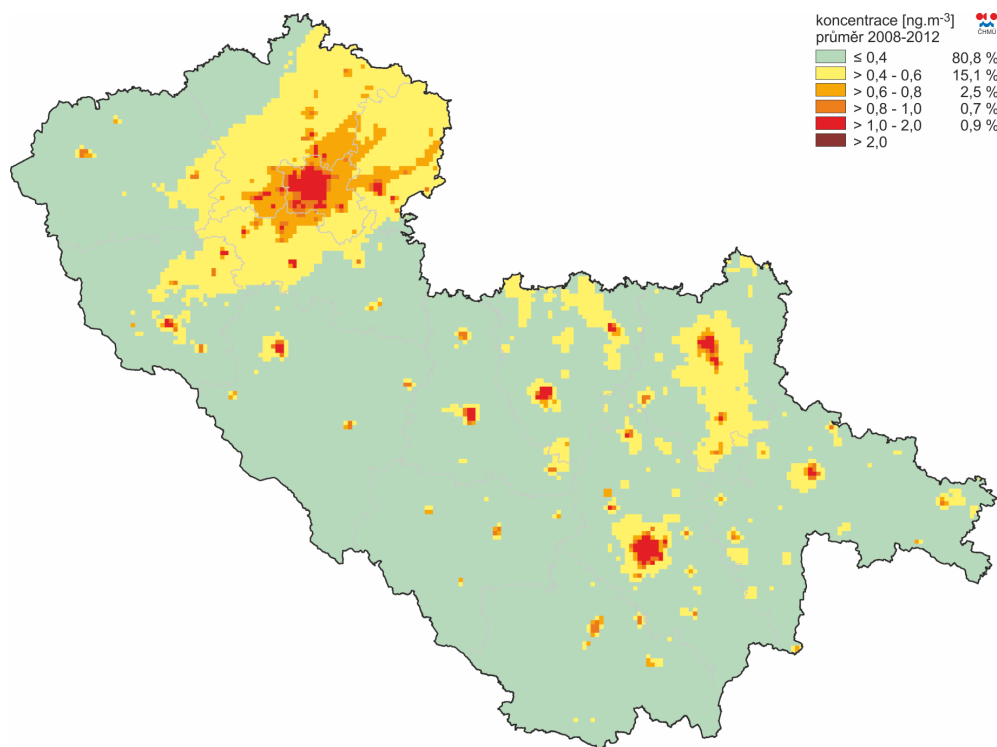 koncentrace [ng.m-3]
průměr 2008-2012
ČHMÚ
≤ 0,4 80,8 %
> 0,4 - 0,6 15,1 %
> 0,6 - 0,8 2,5 %
> 0,8 - 1,0 0,7 %
> 1,0 - 2,0 0,9 %
> 2,0